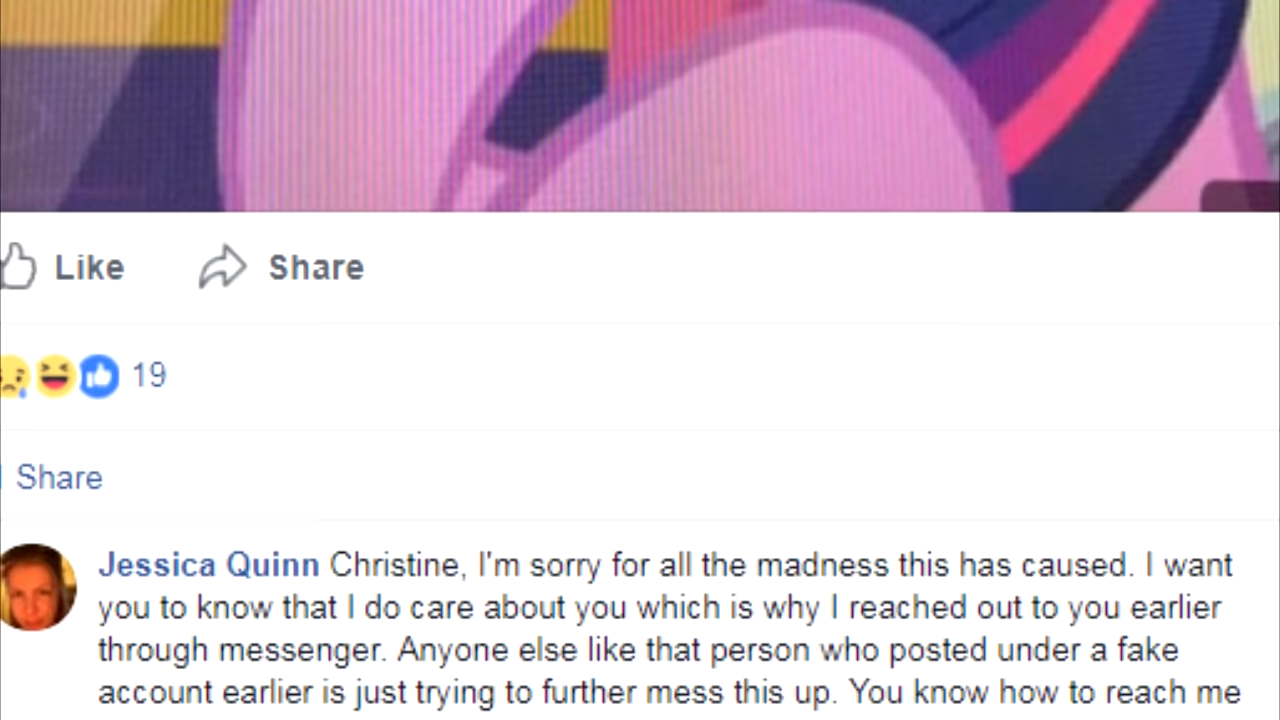 Like Share
19
Share
Jessica Quinn Christine, I'm sorry for all the madness this has caused. I want
you to know that I do care about you which is why I reached out to you earlier
through messenger. Anyone else like that person who posted under a fake
account earlier is just trying to further mess this up. You know how to reach me